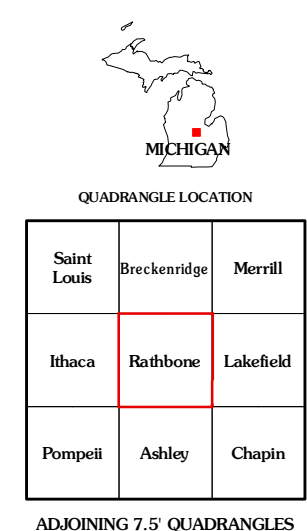 MICHIGAN
QUADRANGLE LOCATION
Saint
Louis
Breckenridge
Merrill
Ithaca
Rathbone
Lakefield
Pompeii
Ashley
Chapin
ADJOINING 7.5' QUADRANGLES